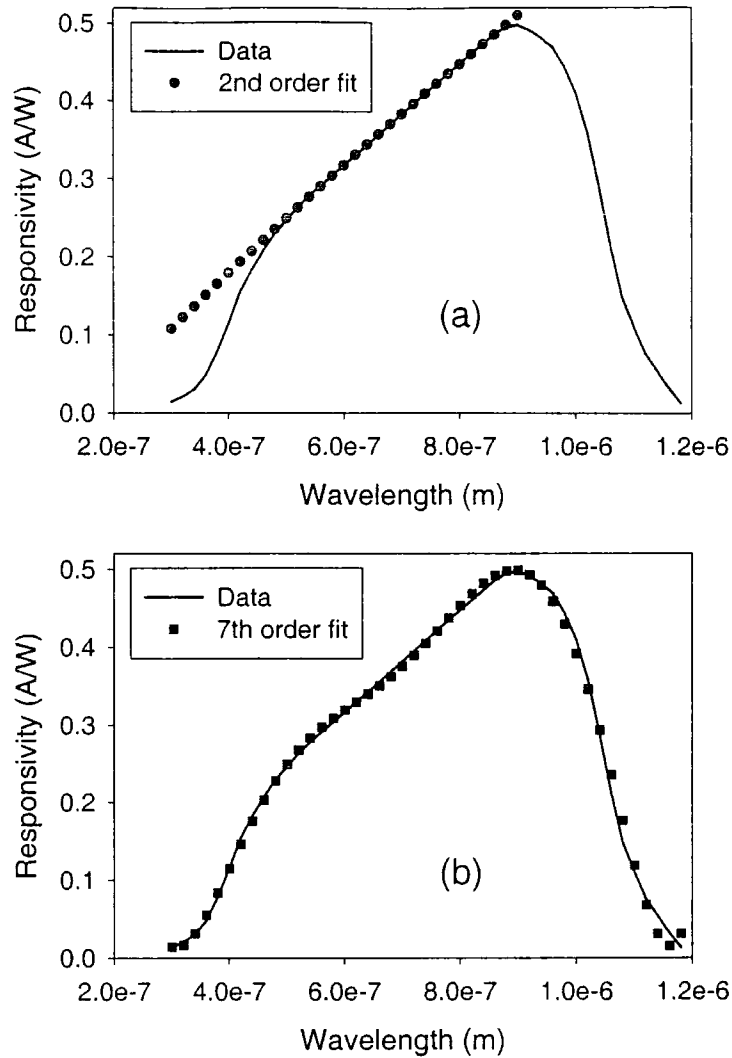 0.5
0.4
0.3
0.2
0.1
0.0
Responsivity (A/W)
Data
2nd order fit
(a)
2.0e-7 4.0e-7 6.0e-7 8.0e-7 1.0e-6 1.2e-6
Wavelength (m)
0.5
0.4
0.3
0.2
0.1
0.0
Responsivity (A/W)
Data
7th order fit
(b)
2.0e-7 4.0e-7 6.0e-7 8.0e-7 1.0e-6 1.2e-6
Wavelength (m)